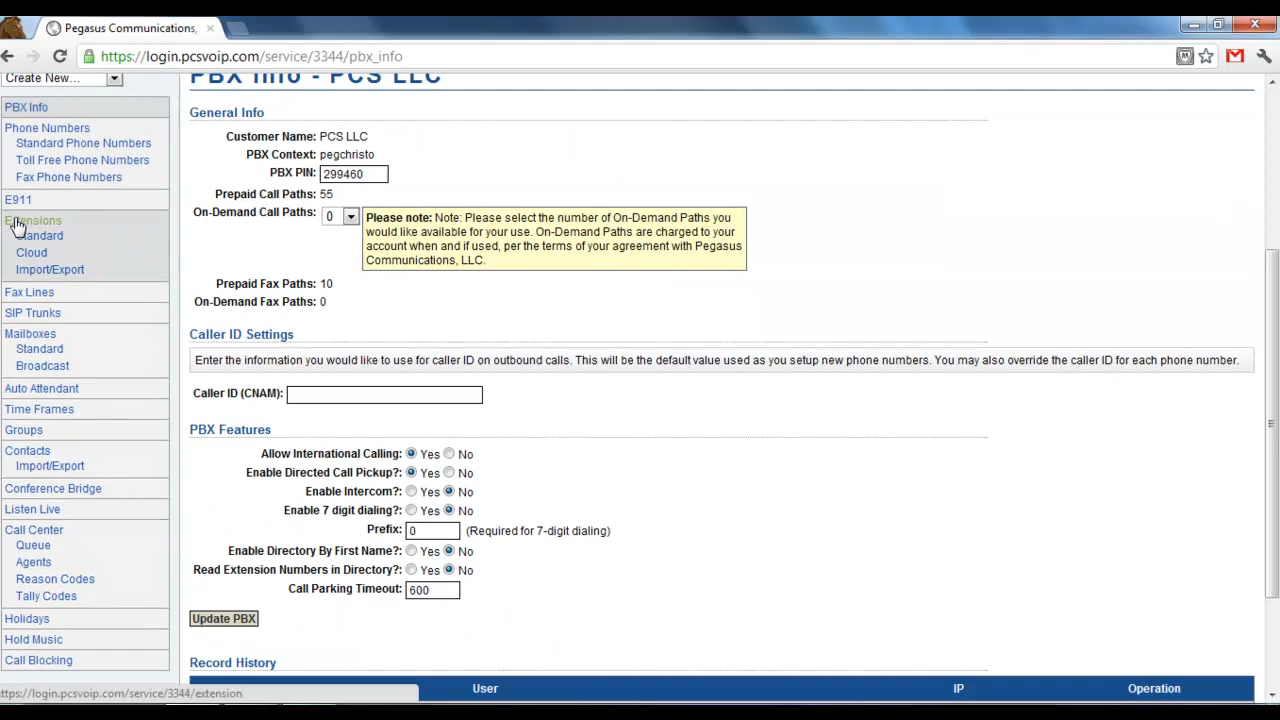 Pegasus Communications,
https://login.pcsvoip.com/service/3344/pbx_info
Create New...
PBX Info
Phone Numbers
Standard Phone Numbers
Toll Free Phone Numbers
Fax Phone Numbers
E911
Extensions
Standard
Cloud
Import/Export
Fax Lines
SIP Trunks
Mailboxes
Standard
Broadcast
Auto Attendant
Time Frames
Groups
Contacts
Import/Export
Conference Bridge
Listen Live
Call Center
Queue
Agents
Reason Codes
Tally Codes
Holidays
Hold Music
Call Blocking
PBX Info - PCS LLC
General Info
Customer Name: PCS LLC
PBX Context: pegchristo
PBX PIN: 299460
Prepaid Call Paths: 55
On-Demand Call Paths: 0
Please note: Note: Please select the number of On-Demand Paths you
would like available for your use. On-Demand Paths are charged to your
account when and if used, per the terms of your agreement with Pegasus
Communications, LLC.
Prepaid Fax Paths: 10
On-Demand Fax Paths: 0
Caller ID Settings
Enter the information you would like to use for caller ID on outbound calls. This will be the default value used as you setup new phone numbers. You may also override the caller ID for each phone number.
Caller ID (CNAM):
PBX Features
Allow International Calling: Yes No
Enable Directed Call Pickup?: Yes No
Enable Intercom?: Yes No
Enable 7 digit dialing?: Yes No
Prefix: 0 (Required for 7-digit dialing)
Enable Directory By First Name?: Yes No
Read Extension Numbers in Directory?: Yes No
Call Parking Timeout: 600
Update PBX
Record History
User IP Operation
https://login.pcsvoip.com/service/3344/extension